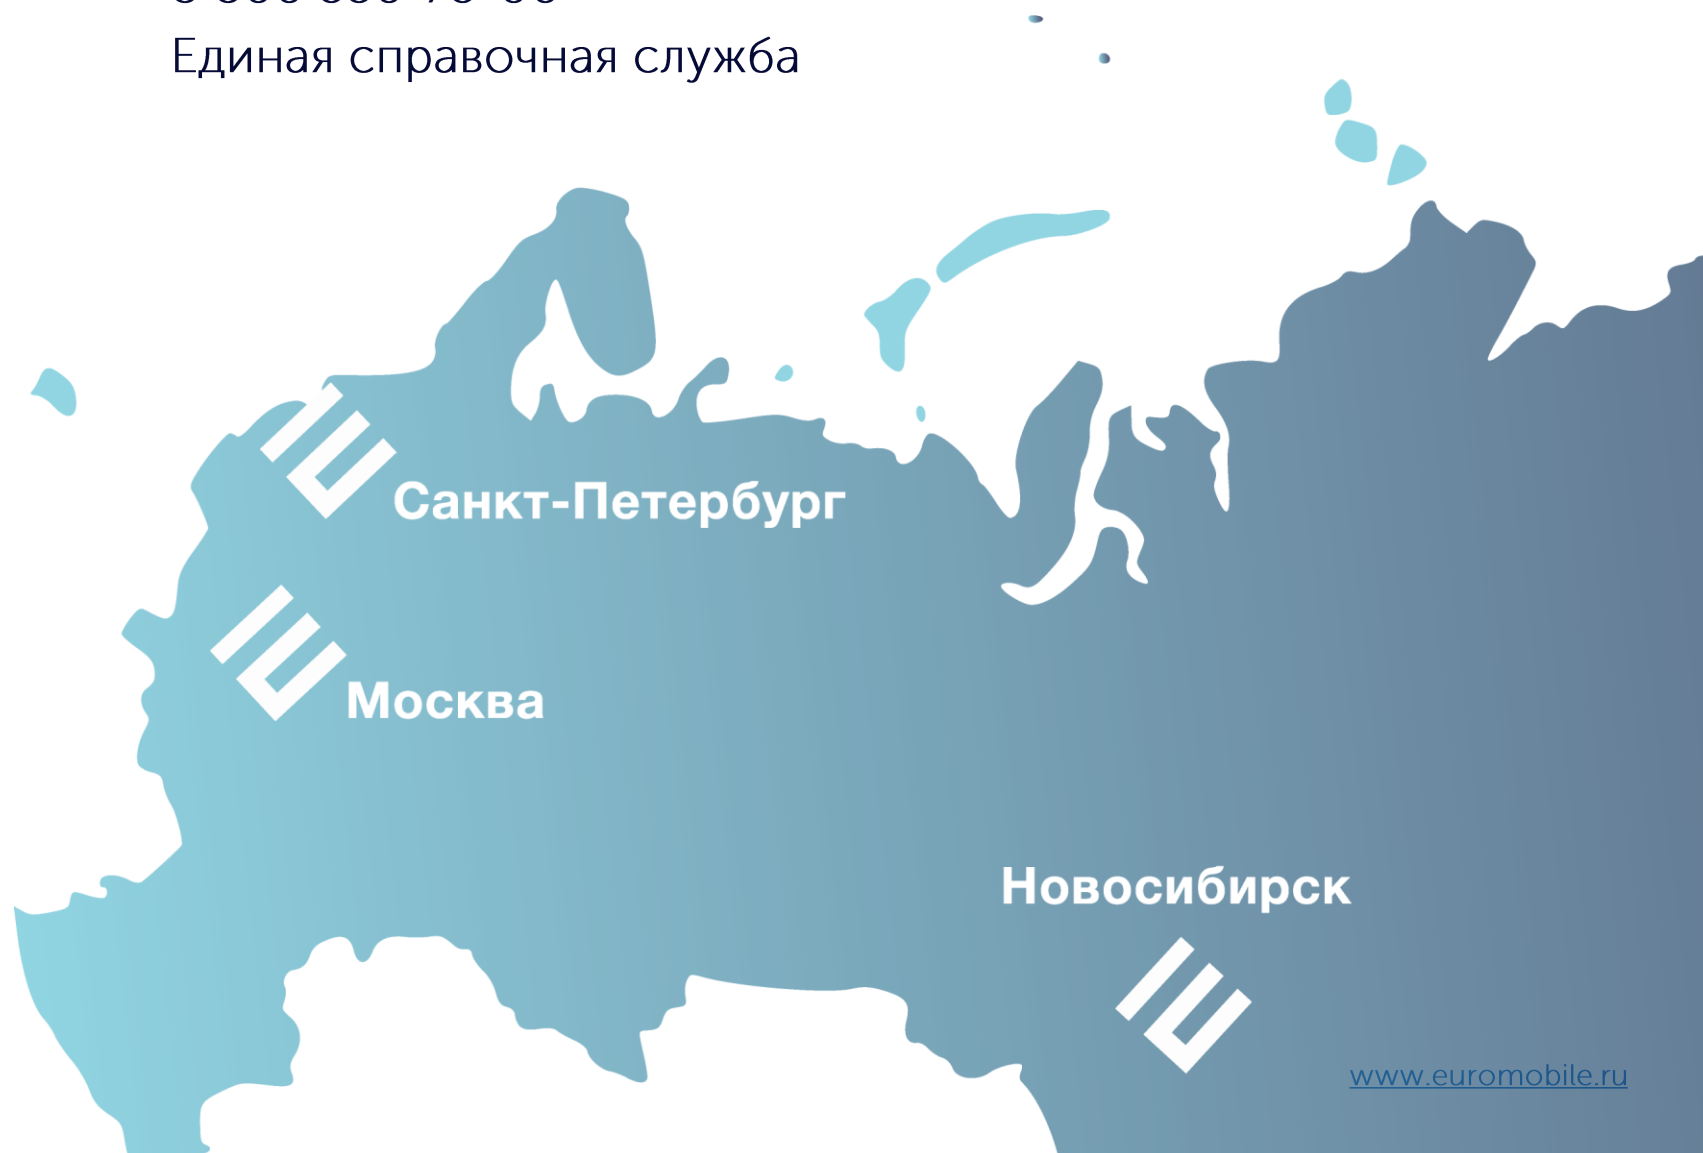 Единая справочная служба
Санкт-Петербург
Москва
Новосибирск
www.euromobile.ru